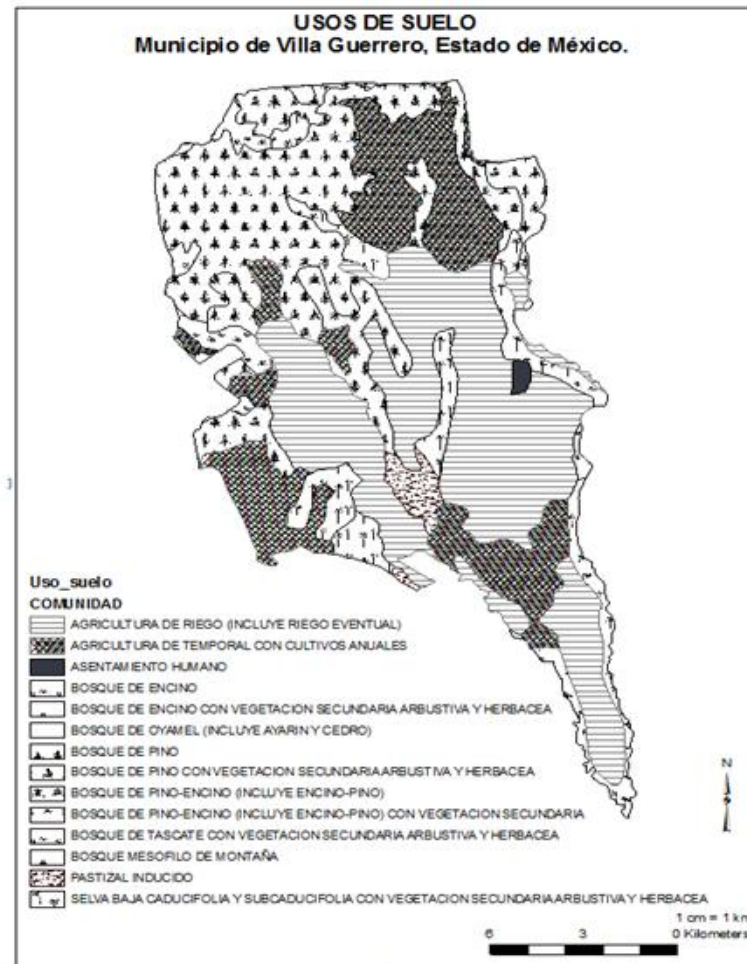 USOS DE SUELO
Municipio de Villa Guerrero, Estado de México.
Uso_suelo
COMUNIDAD
AGRICULTURA DE RIEGO (INCLUYE RIEGO EVENTUAL)
AGRICULTURA DE TEMPORAL CON CULTIVOS ANUALES
ASENTAMIENTO HUMANO
BOSQUE DE ENCINO
BOSQUE DE ENCINO CON VEGETACION SECUNDARIA ARBUSTIVA Y HERBACEA
BOSQUE DE OYAMEL (INCLUYE AYARIN Y CEDRO)
BOSQUE DE PINO
BOSQUE DE PINO CON VEGETACION SECUNDARIA ARBUSTIVA Y HERBACEA
BOSQUE DE PINO-ENCINO (INCLUYE ENCINO-PINO)
BOSQUE DE PINO-ENCINO (INCLUYE ENCINO-PINO) CON VEGETACION SECUNDARIA
BOSQUE DE TASCATE CON VEGETACION SECUNDARIA ARBUSTIVA Y HERBACEA
BOSQUE MESOFILO DE MONTAÑA
PASTIZAL INDUCIDO
SELVA BAJA CADUCIFOLIA Y SUBCADUCIFOLIA CON VEGETACION SECUNDARIA ARBUSTIVA Y HERBACEA
N
1 cm = 1 km
6 3 0 Kilometers